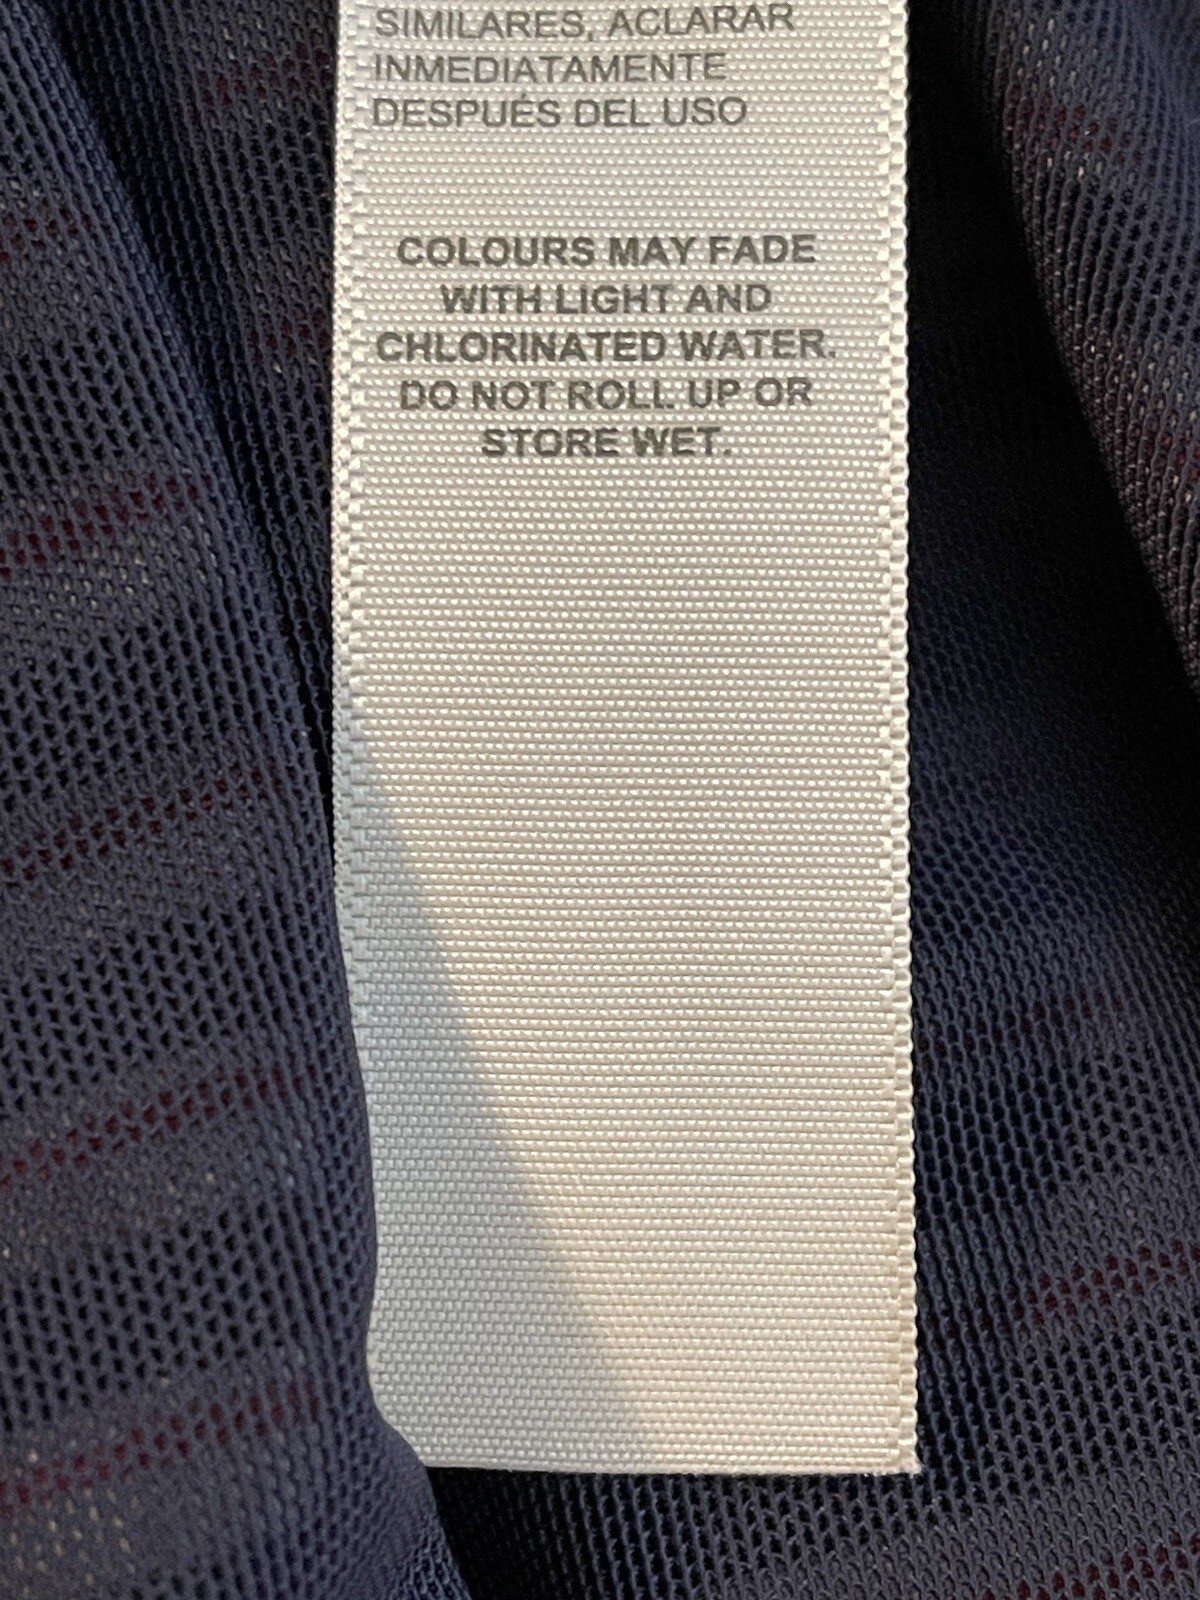 SIMILARES, ACLARAR
INMEDIATAMENTE
DESPUÉS DEL USO
COLOURS MAY FADE
WITH LIGHT AND
CHLORINATED WATER.
DO NOT ROLL UP OR
STORE WET.